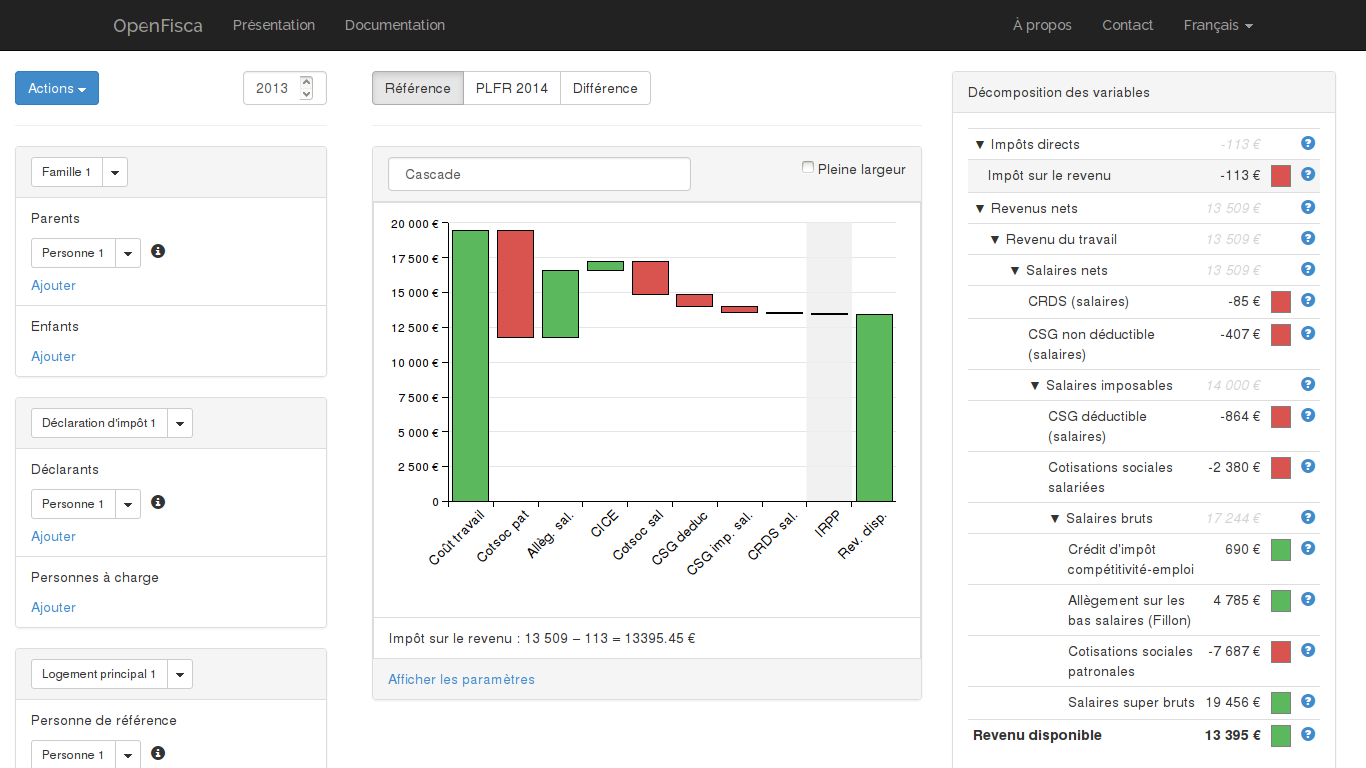 OpenFisca Présentation Documentation À propos Contact Français
Actions
2013
Famille 1
Parents
Personne 1
Ajouter
Enfants
Ajouter
Déclaration d'impôt 1
Déclarants
Personne 1
Ajouter
Personnes à charge
Ajouter
Logement principal 1
Personne de référence
Personne 1
Référence PLFR 2014 Différence
Cascade
Pleine largeur
20 000 €
17 500 €
15 000 €
12 500 €
10 000 €
7 500 €
5 000 €
2 500 €
0
Coût travail
Cotsoc pat
Allèg. sal.
CICE
Cotsoc sal
CSG deduc
CSG imp. sal.
CRDS sal.
IRPP
Rev. disp.
Impôt sur le revenu : 13 509 – 113 = 13395.45 €
Afficher les paramètres
Décomposition des variables
▼ Impôts directs -113 €
Impôt sur le revenu -113 €
▼ Revenus nets 13 509 €
▼ Revenu du travail 13 509 €
▼ Salaires nets 13 509 €
CRDS (salaires) -85 €
CSG non déductible -407 €
(salaires)
▼ Salaires imposables 14 000 €
CSG déductible -864 €
(salaires)
Cotisations sociales -2 380 €
salariées
▼ Salaires bruts 17 244 €
Crédit d'impôt 690 €
compétitivité-emploi
Allègement sur les 4 785 €
bas salaires (Fillon)
Cotisations sociales -7 687 €
patronales
Salaires super bruts 19 456 €
Revenu disponible 13 395 €